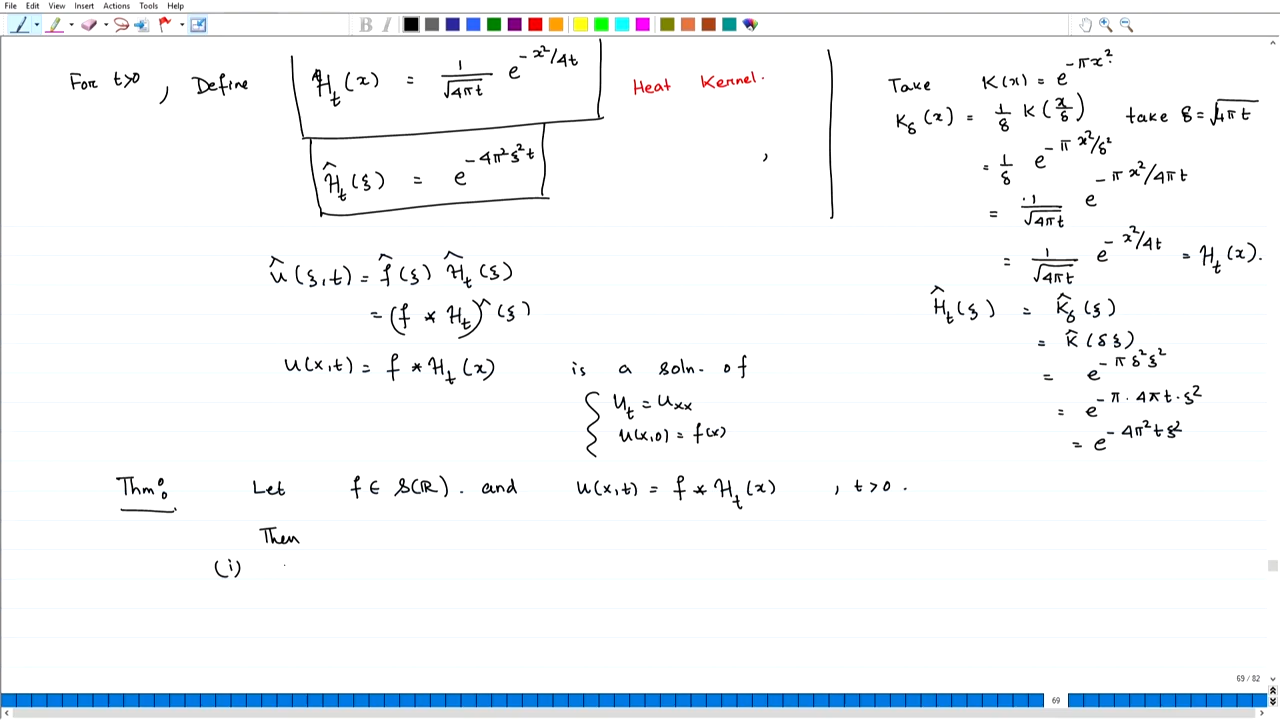 File Edit View Insert Actions Tools Help
B I
For t>0, Define H_t(x) = 1/√4πt e^{-x²/4t} Heat Kernel.
Ĥ_t(ξ) = e^{-4π²ξ²t} ,
û(ξ,t) = f̂(ξ) Ĥ_t(ξ)
= (f * H_t)^(ξ)
u(x,t) = f * H_t(x) is a soln. of
{ u_t = u_xx
u(x,0) = f(x)
Take K(x) = e^{-πx²}
K_δ(x) = 1/δ K(x/δ) take δ = √4πt
= 1/δ e^{-πx²/δ²}
= 1/√4πt e^{-πx²/4πt}
= 1/√4πt e^{-x²/4t} = H_t(x).
Ĥ_t(ξ) = K̂_δ(ξ)
= K̂(δξ)
= e^{-πδ²ξ²}
= e^{-π·4πt·ξ²}
= e^{-4π²tξ²}
Thm: Let f ∈ S(ℝ). and u(x,t) = f * H_t(x) , t>0.
Then
(i)
69 / 82
69